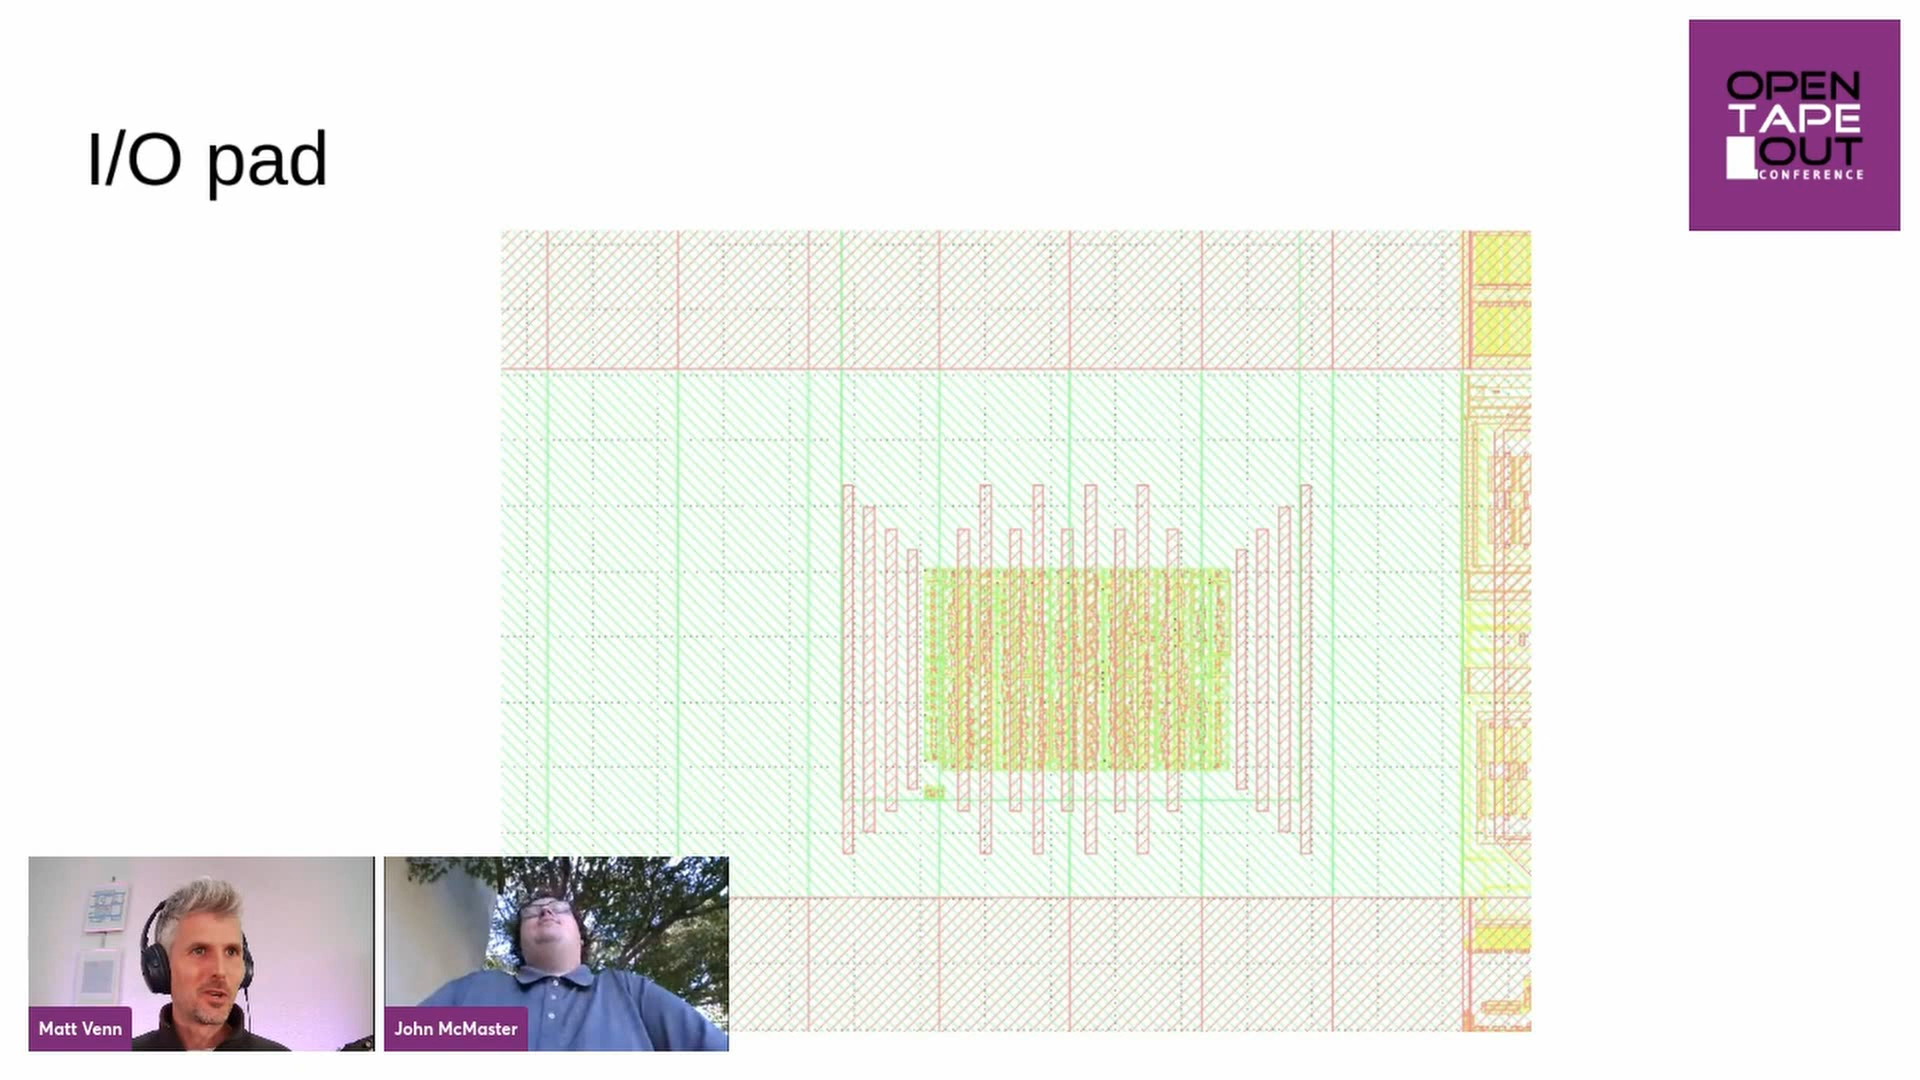 I/O pad
OPEN
TAPE
OUT
CONFERENCE
Matt Venn
John McMaster